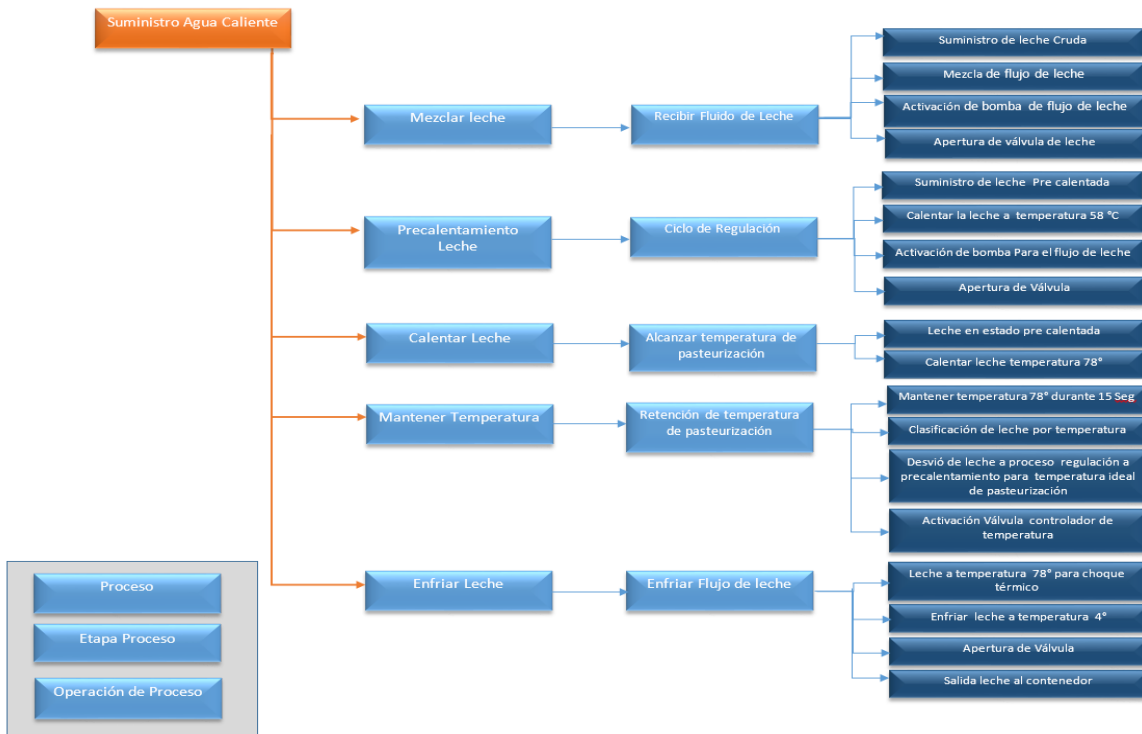 Suministro Agua Caliente
Mezclar leche
Recibir Fluido de Leche
Suministro de leche Cruda
Mezcla de flujo de leche
Activación de bomba de flujo de leche
Apertura de válvula de leche
Precalentamiento
Leche
Ciclo de Regulación
Suministro de leche Pre calentada
Calentar la leche a temperatura 58 °C
Activación de bomba Para el flujo de leche
Apertura de Válvula
Calentar Leche
Alcanzar temperatura de
pasteurización
Leche en estado pre calentada
Calentar leche temperatura 78°
Mantener Temperatura
Retención de temperatura
de pasteurización
Mantener temperatura 78° durante 15 Seg
Clasificación de leche por temperatura
Desvió de leche a proceso regulación a
precalentamiento para temperatura ideal
de pasteurización
Activación Válvula controlador de
temperatura
Enfriar Leche
Enfriar Flujo de leche
Leche a temperatura 78° para choque
térmico
Enfriar leche a temperatura 4°
Apertura de Válvula
Salida leche al contenedor
Proceso
Etapa Proceso
Operación de Proceso